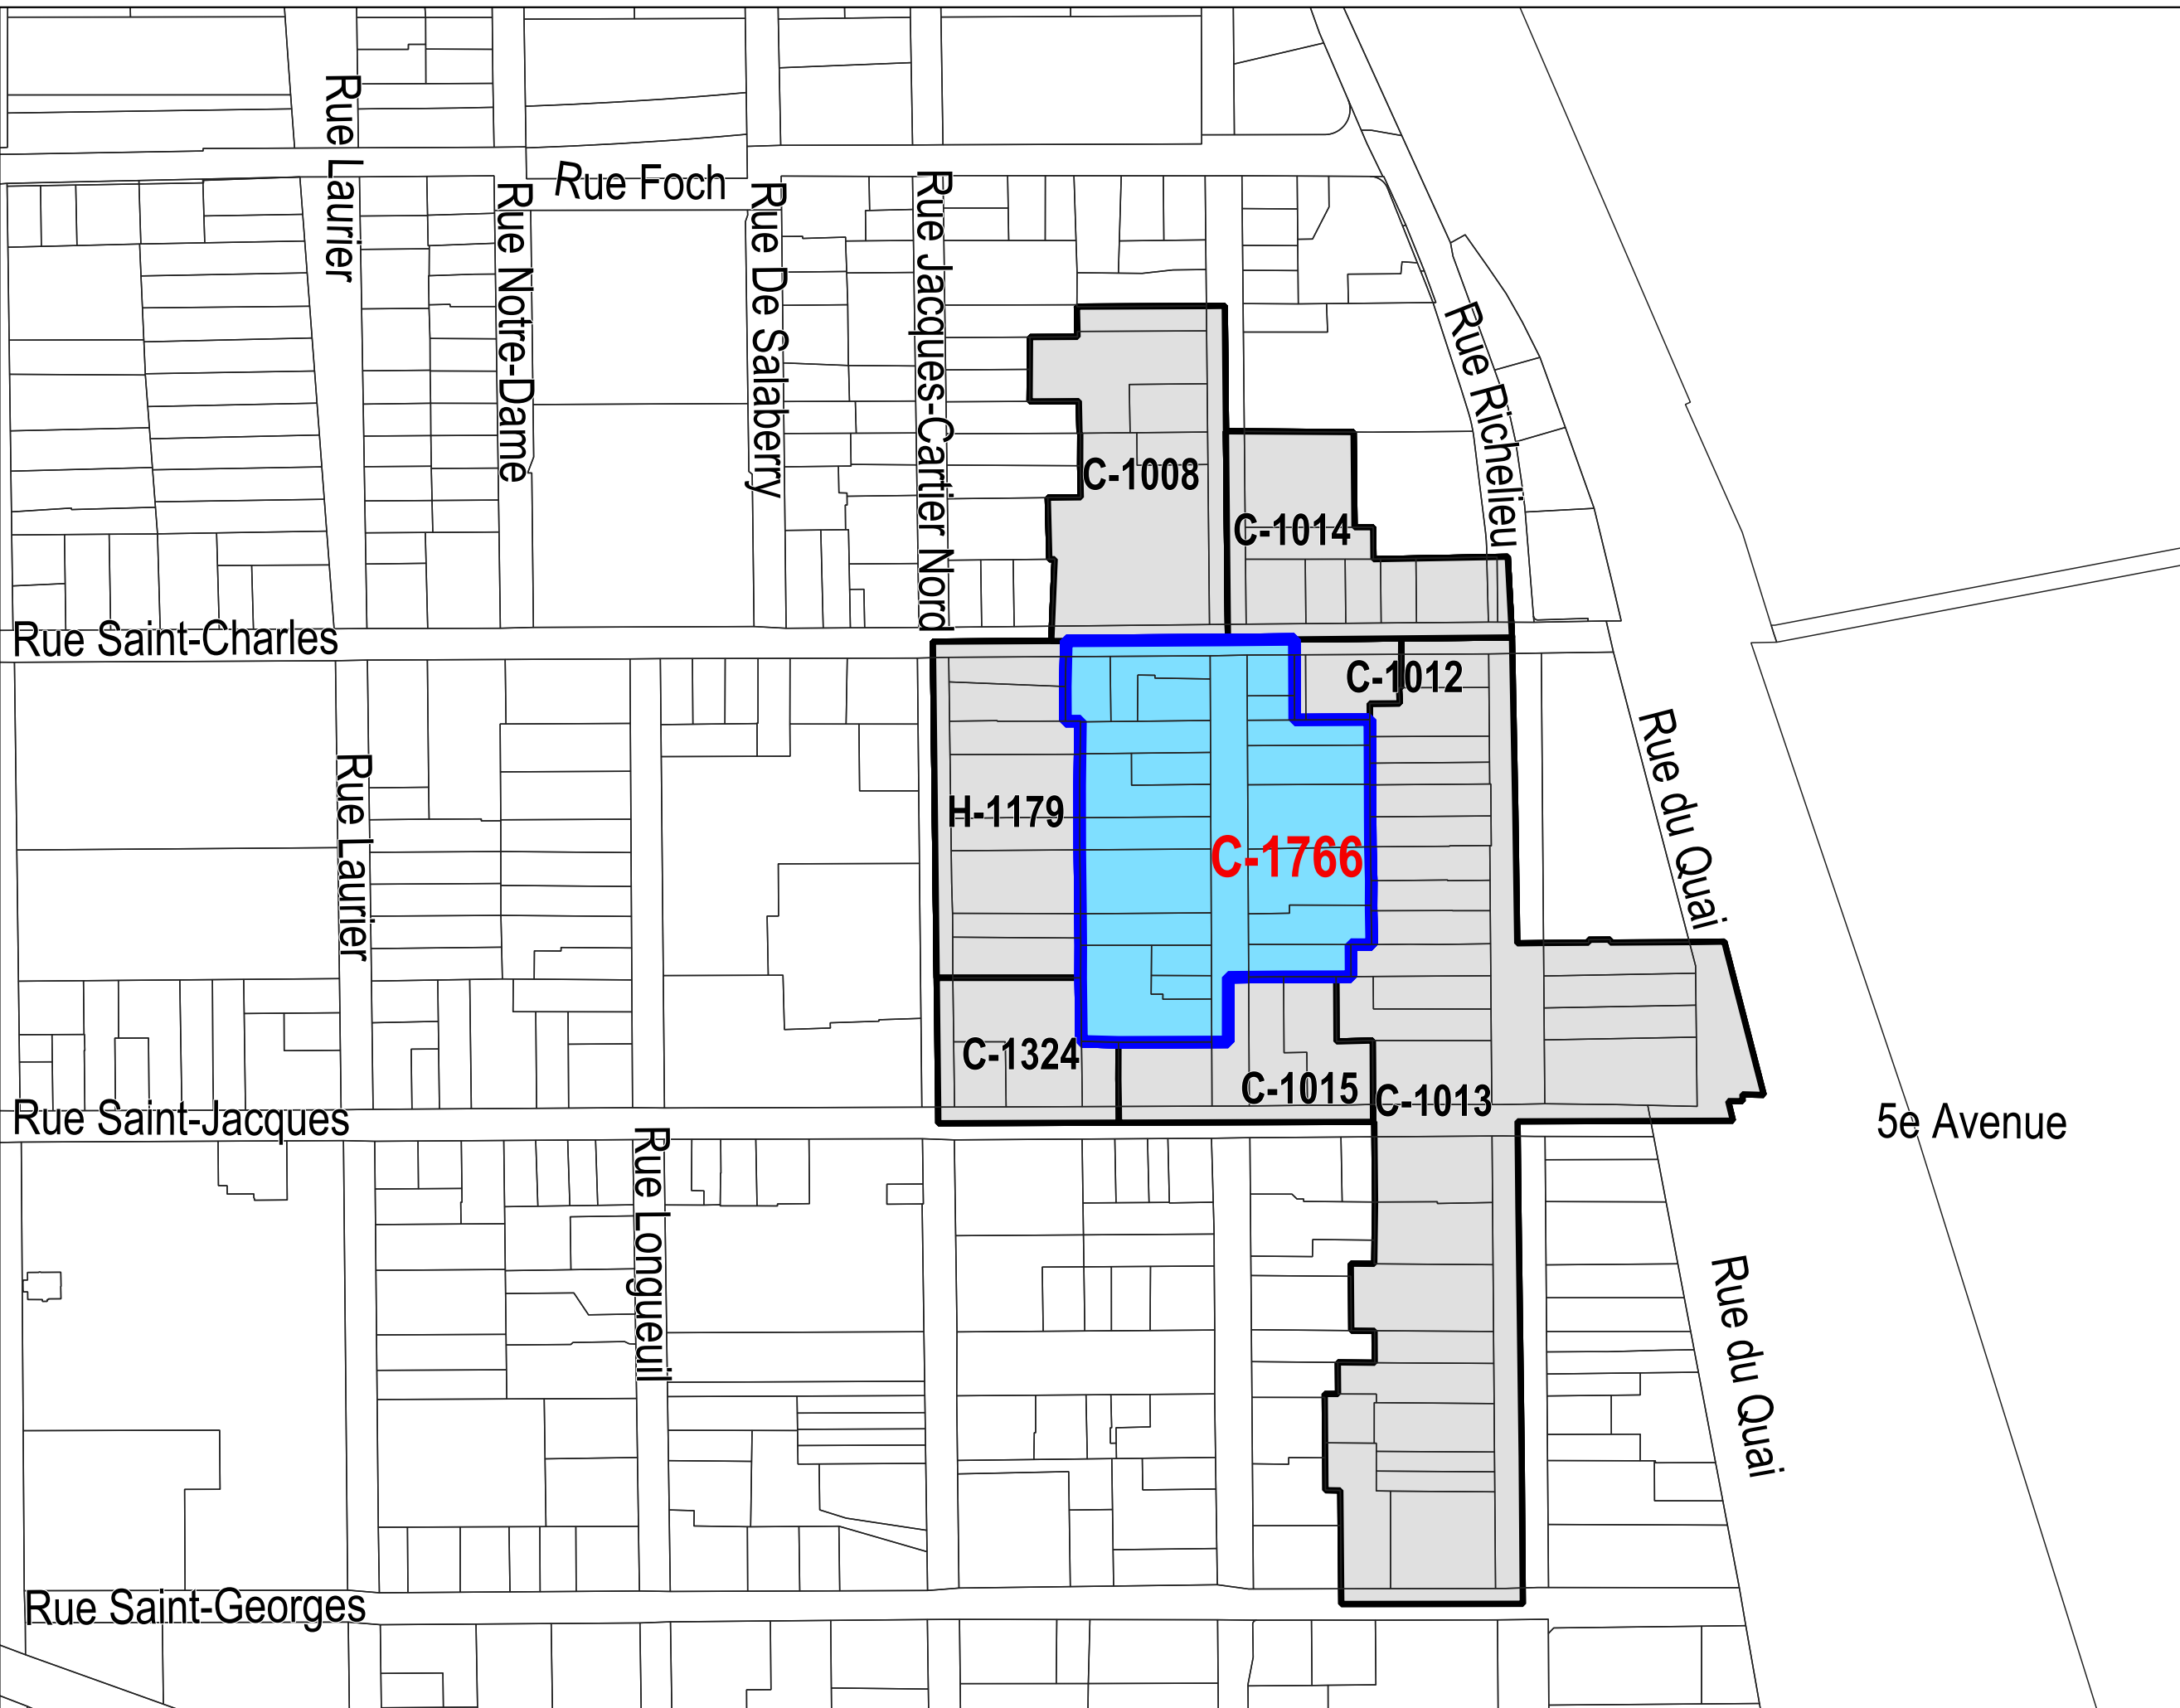 Rue Laurier
Rue Foch
Rue Notre-Dame
Rue De Salaberry
Rue Jacques-Cartier Nord
Rue Richelieu
C-1008
C-1014
Rue Saint-Charles
C-1012
Rue du Quai
Rue Laurier
H-1179
C-1766
C-1324
C-1015
C-1013
Rue Saint-Jacques
5e Avenue
Rue Longueuil
Rue du Quai
Rue Saint-Georges